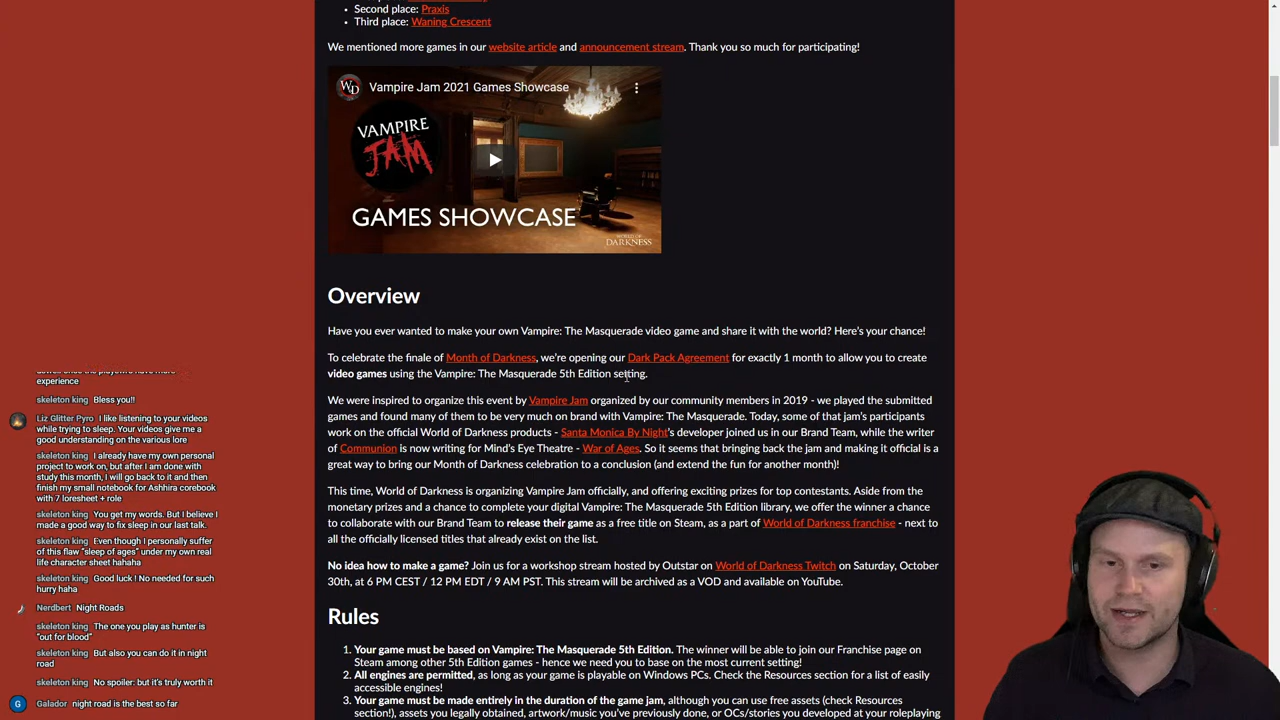 Second place: Praxis
Third place: Waning Crescent
We mentioned more games in our website article and announcement stream. Thank you so much for participating!
WD
Vampire Jam 2021 Games Showcase
VAMPIRE
JAM
GAMES SHOWCASE
WORLD OF
DARKNESS
Overview
Have you ever wanted to make your own Vampire: The Masquerade video game and share it with the world? Here's your chance!
To celebrate the finale of Month of Darkness, we're opening our Dark Pack Agreement for exactly 1 month to allow you to create
video games using the Vampire: The Masquerade 5th Edition setting.
We were inspired to organize this event by Vampire Jam organized by our community members in 2019 - we played the submitted
games and found many of them to be very much on brand with Vampire: The Masquerade. Today, some of that jam's participants
work on the official World of Darkness products - Santa Monica By Night's developer joined us in our Brand Team, while the writer
of Communion is now writing for Mind's Eye Theatre - War of Ages. So it seems that bringing back the jam and making it official is a
great way to bring our Month of Darkness celebration to a conclusion (and extend the fun for another month)!
This time, World of Darkness is organizing Vampire Jam officially, and offering exciting prizes for top contestants. Aside from the
monetary prizes and a chance to complete your digital Vampire: The Masquerade 5th Edition library, we offer the winner a chance
to collaborate with our Brand Team to release their game as a free title on Steam, as a part of World of Darkness franchise - next to
all the officially licensed titles that already exist on the list.
No idea how to make a game? Join us for a workshop stream hosted by Outstar on World of Darkness Twitch on Saturday, October
30th, at 6 PM CEST / 12 PM EDT / 9 AM PST. This stream will be archived as a VOD and available on YouTube.
Rules
1. Your game must be based on Vampire: The Masquerade 5th Edition. The winner will be able to join our Franchise page on
Steam among other 5th Edition games - hence we need you to base on the most current setting!
2. All engines are permitted, as long as your game is playable on Windows PCs. Check the Resources section for a list of easily
accessible engines!
3. Your game must be made entirely in the duration of the game jam, although you can use free assets (check Resources
section!), assets you legally obtained, artwork/music you've previously done, or OCs/stories you developed at your roleplaying
experience
skeleton king Bless you!!
Liz Glitter Pyro I like listening to your videos
while trying to sleep. Your videos give me a
good understanding on the various lore
skeleton king I already have my own personal
project to work on, but after I am done with
study this month, I will go back to it and then
finish my small notebook for Ashhira corebook
with 7 loresheet + role
skeleton king You get my words. But I believe I
made a good way to fix sleep in our last talk.
skeleton king Even though I personally suffer
of this flaw "sleep of ages" under my own real
life character sheet hahaha
skeleton king Good luck ! No needed for such
hurry haha
Nerdbert Night Roads
skeleton king The one you play as hunter is
"out for blood"
skeleton king But also you can do it in night
road
skeleton king No spoiler: but it's truly worth it
G
Galador night road is the best so far